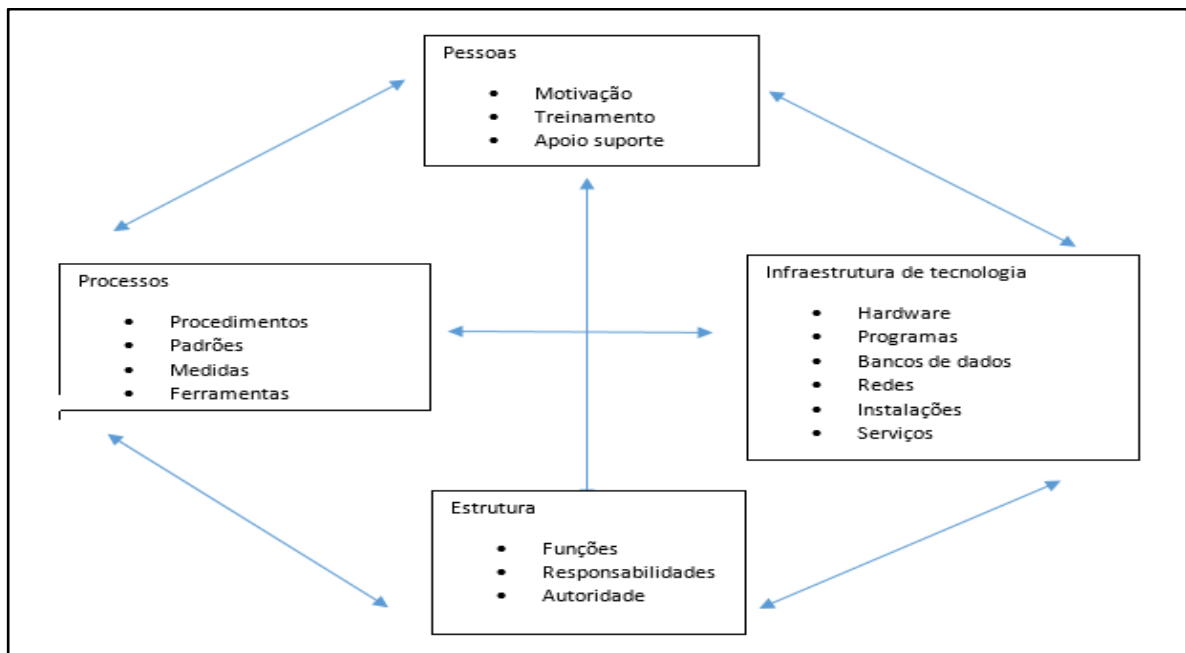 Pessoas
• Motivação
• Treinamento
• Apoio suporte
Processos
• Procedimentos
• Padrões
• Medidas
• Ferramentas
Infraestrutura de tecnologia
• Hardware
• Programas
• Bancos de dados
• Redes
• Instalações
• Serviços
Estrutura
• Funções
• Responsabilidades
• Autoridade